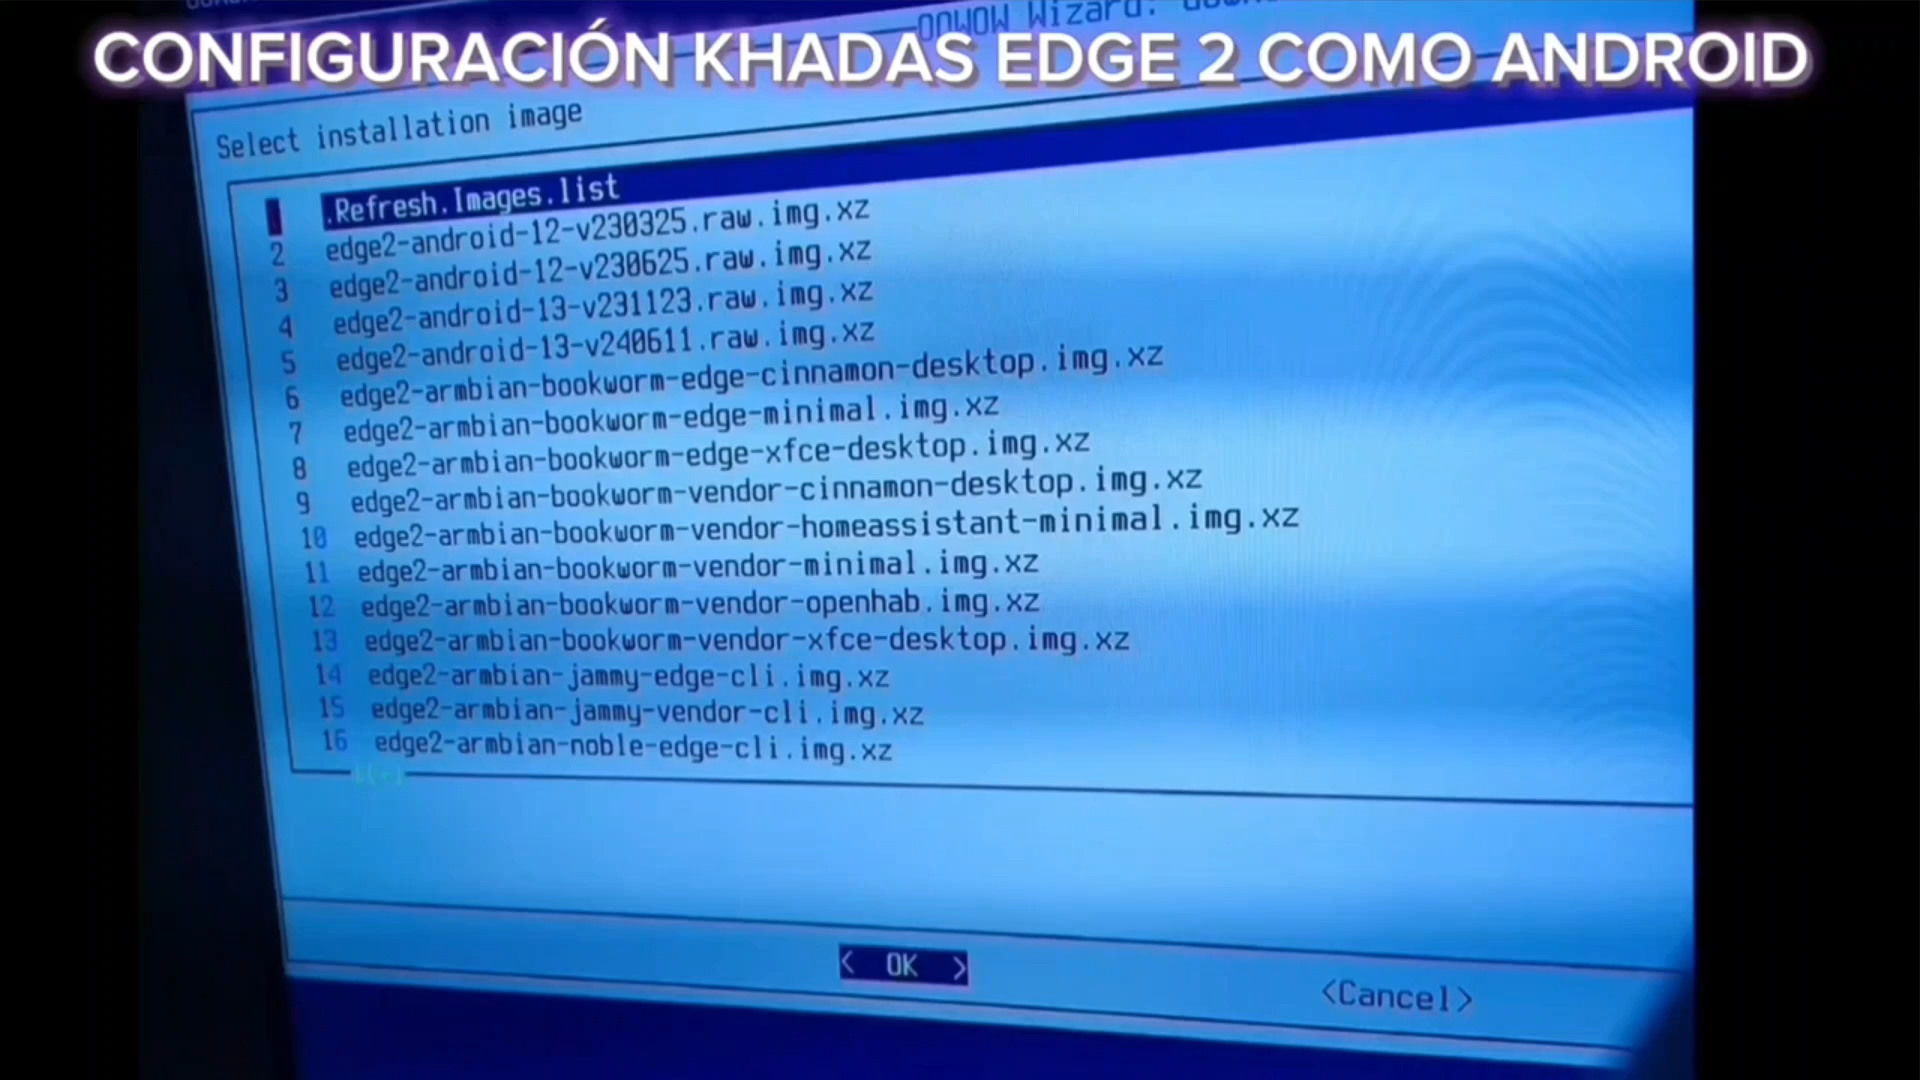 OOWOW Wizard:
CONFIGURACIÓN KHADAS EDGE 2 COMO ANDROID
Select installation image
1 .Refresh.Images.list
2 edge2-android-12-v230325.raw.img.xz
3 edge2-android-12-v230625.raw.img.xz
4 edge2-android-13-v231123.raw.img.xz
5 edge2-android-13-v240611.raw.img.xz
6 edge2-armbian-bookworm-edge-cinnamon-desktop.img.xz
7 edge2-armbian-bookworm-edge-minimal.img.xz
8 edge2-armbian-bookworm-edge-xfce-desktop.img.xz
9 edge2-armbian-bookworm-vendor-cinnamon-desktop.img.xz
10 edge2-armbian-bookworm-vendor-homeassistant-minimal.img.xz
11 edge2-armbian-bookworm-vendor-minimal.img.xz
12 edge2-armbian-bookworm-vendor-openhab.img.xz
13 edge2-armbian-bookworm-vendor-xfce-desktop.img.xz
14 edge2-armbian-jammy-edge-cli.img.xz
15 edge2-armbian-jammy-vendor-cli.img.xz
16 edge2-armbian-noble-edge-cli.img.xz
< OK > <Cancel>